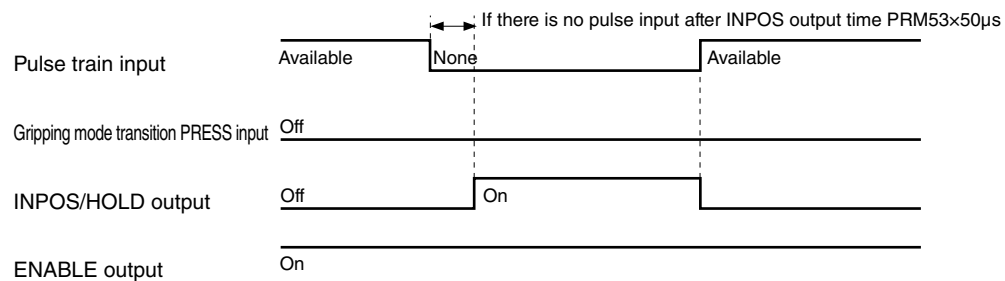 If there is no pulse input after INPOS output time PRM53×50μs
Pulse train input Available None Available
Gripping mode transition PRESS input Off
INPOS/HOLD output Off On
ENABLE output On